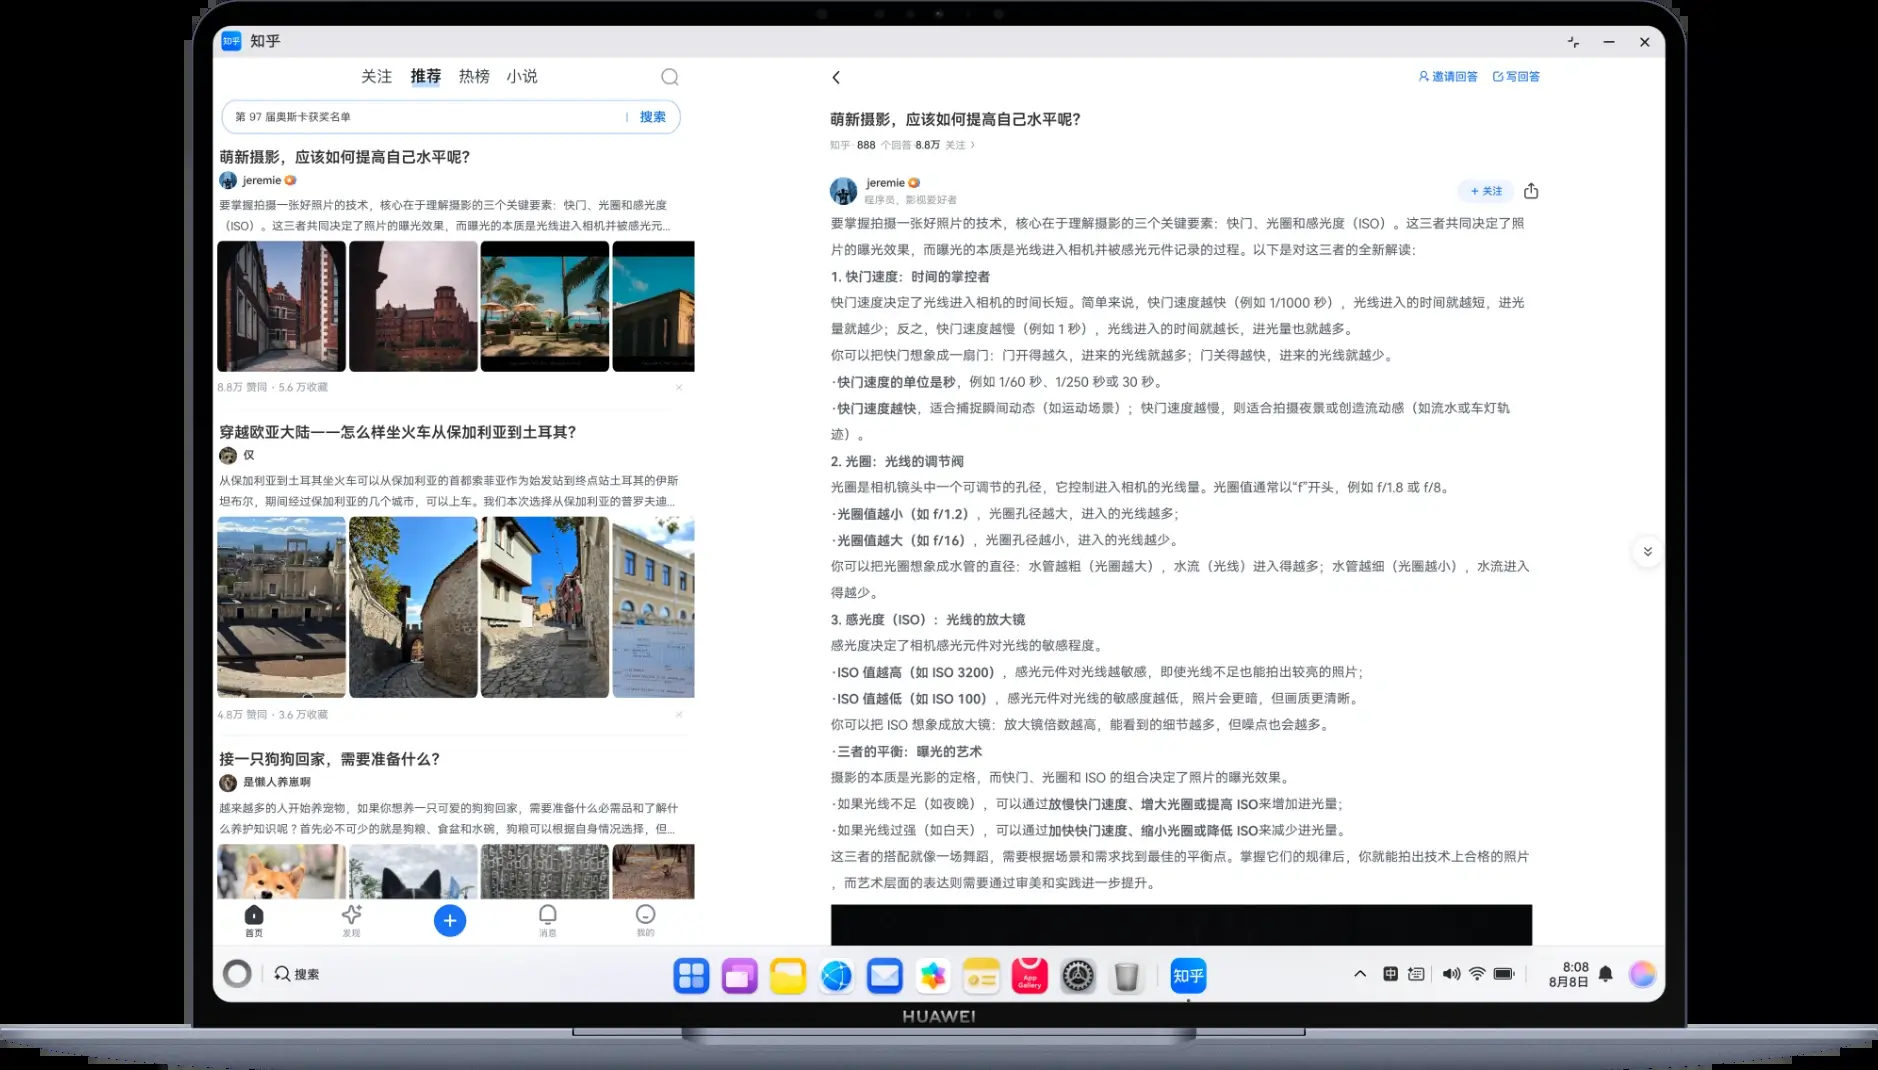 知乎 知乎
关注 推荐 热榜 小说
第 97 届奥斯卡获奖名单 搜索
萌新摄影，应该如何提高自己水平呢？
jeremie
要掌握拍摄一张好照片的技术，核心在于理解摄影的三个关键要素：快门、光圈和感光度
（ISO）。这三者共同决定了照片的曝光效果，而曝光的本质是光线进入相机并被感光元...
8.8万 赞同 · 5.6 万收藏
穿越欧亚大陆——怎么样坐火车从保加利亚到土耳其？
仅
从保加利亚到土耳其坐火车可以从保加利亚的首都索菲亚作为始发站到终点站土耳其的伊斯
坦布尔，期间经过保加利亚的几个城市，可以上车。我们本次选择从保加利亚的普罗夫迪...
4.8万 赞同 · 3.6 万收藏
接一只狗狗回家，需要准备什么？
是懒人养崽啊
越来越多的人开始养宠物，如果你想养一只可爱的狗狗回家，需要准备什么必需品和了解什
么养护知识呢？首先必不可少的就是狗粮、食盆和水碗，狗粮可以根据自身情况选择，但...
首页 发现 消息 我的
邀请回答 写回答
萌新摄影，应该如何提高自己水平呢？
知乎 · 888 个回答 · 8.8万 关注 ›
jeremie
程序员，影视爱好者
+ 关注
要掌握拍摄一张好照片的技术，核心在于理解摄影的三个关键要素：快门、光圈和感光度（ISO）。这三者共同决定了照
片的曝光效果，而曝光的本质是光线进入相机并被感光元件记录的过程。以下是对这三者的全新解读：
1. 快门速度：时间的掌控者
快门速度决定了光线进入相机的时间长短。简单来说，快门速度越快（例如 1/1000 秒），光线进入的时间就越短，进光
量就越少；反之，快门速度越慢（例如 1 秒），光线进入的时间就越长，进光量也就越多。
你可以把快门想象成一扇门：门开得越久，进来的光线就越多；门关得越快，进来的光线就越少。
·快门速度的单位是秒，例如 1/60 秒、1/250 秒或 30 秒。
·快门速度越快，适合捕捉瞬间动态（如运动场景）；快门速度越慢，则适合拍摄夜景或创造流动感（如流水或车灯轨
迹）。
2. 光圈：光线的调节阀
光圈是相机镜头中一个可调节的孔径，它控制进入相机的光线量。光圈值通常以“f”开头，例如 f/1.8 或 f/8。
·光圈值越小（如 f/1.2），光圈孔径越大，进入的光线越多；
·光圈值越大（如 f/16），光圈孔径越小，进入的光线越少。
你可以把光圈想象成水管的直径：水管越粗（光圈越大），水流（光线）进入得越多；水管越细（光圈越小），水流进入
得越少。
3. 感光度（ISO）：光线的放大镜
感光度决定了相机感光元件对光线的敏感程度。
·ISO 值越高（如 ISO 3200），感光元件对光线越敏感，即使光线不足也能拍出较亮的照片；
·ISO 值越低（如 ISO 100），感光元件对光线的敏感度越低，照片会更暗，但画质更清晰。
你可以把 ISO 想象成放大镜：放大镜倍数越高，能看到的细节越多，但噪点也会越多。
·三者的平衡：曝光的艺术
摄影的本质是光影的定格，而快门、光圈和 ISO 的组合决定了照片的曝光效果。
·如果光线不足（如夜晚），可以通过放慢快门速度、增大光圈或提高 ISO来增加进光量；
·如果光线过强（如白天），可以通过加快快门速度、缩小光圈或降低 ISO来减少进光量。
这三者的搭配就像一场舞蹈，需要根据场景和需求找到最佳的平衡点。掌握它们的规律后，你就能拍出技术上合格的照片
，而艺术层面的表达则需要通过审美和实践进一步提升。
搜索
App
Gallery
知乎
中
8:08
8月8日
HUAWEI